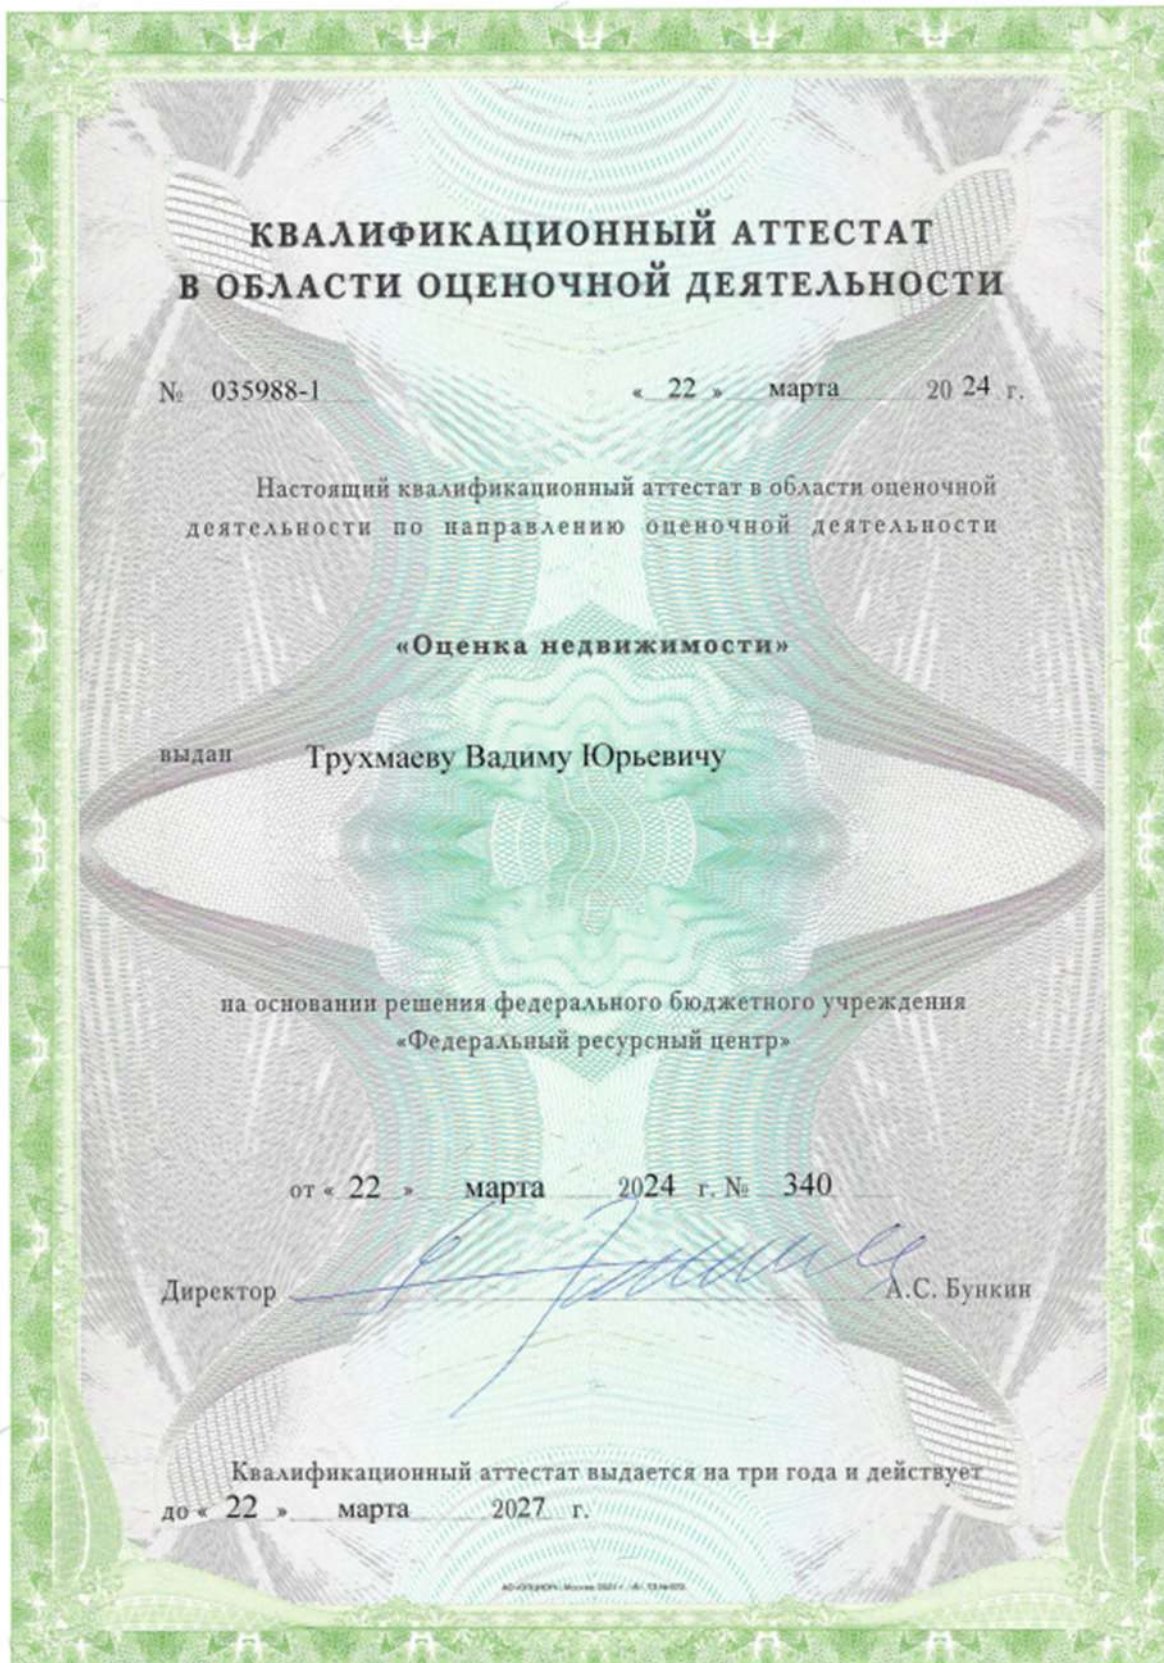 КВАЛИФИКАЦИОННЫЙ АТТЕСТАТ
В ОБЛАСТИ ОЦЕНОЧНОЙ ДЕЯТЕЛЬНОСТИ
№ 035988-1 « 22 » марта 20 24 г.
Настоящий квалификационный аттестат в области оценочной
деятельности по направлению оценочной деятельности
«Оценка недвижимости»
выдан Трухмаеву Вадиму Юрьевичу
на основании решения федерального бюджетного учреждения
«Федеральный ресурсный центр»
от « 22 » марта 2024 г. № 340
Директор А.С. Бункин
Квалификационный аттестат выдается на три года и действует
до « 22 » марта 2027 г.